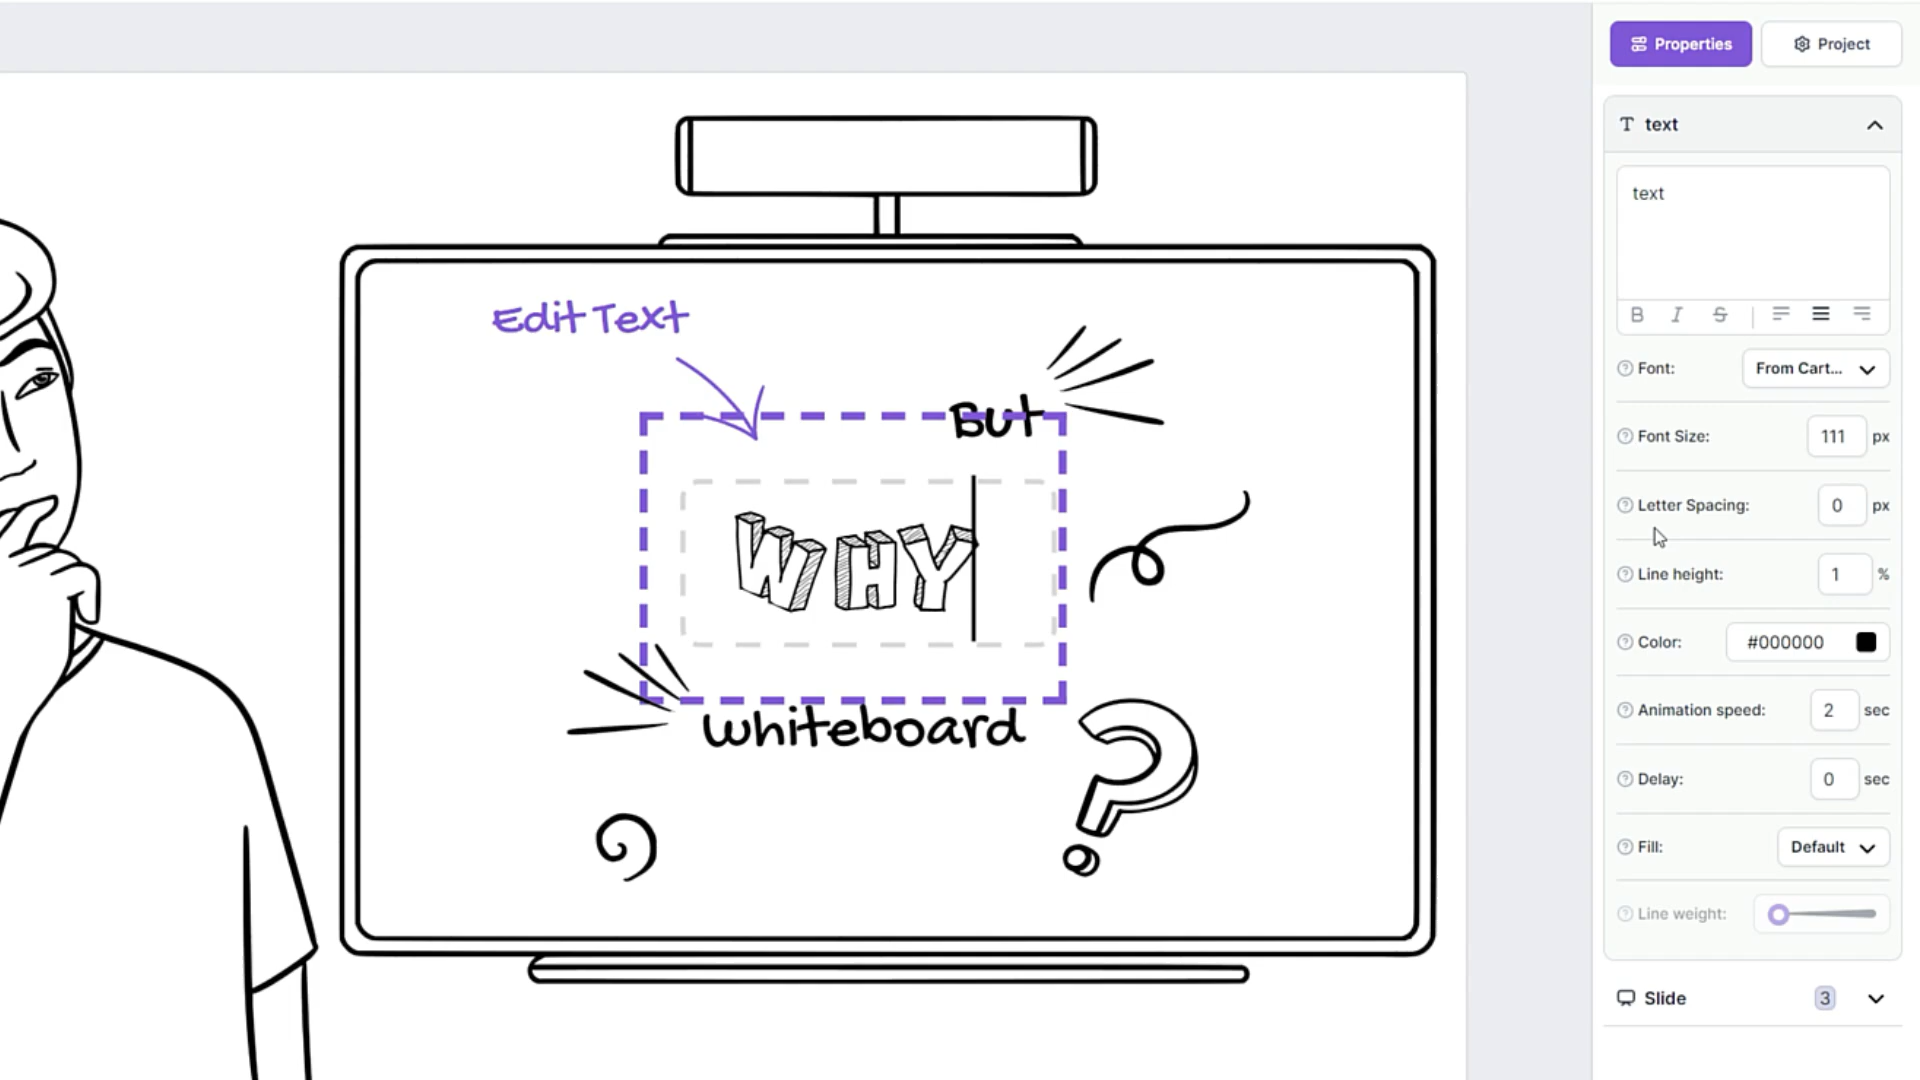 Properties
Project
text
text
B I S
Font: From Cart...
Font Size: 111 px
Letter Spacing: 0 px
Line height: 1 %
Color: #000000
Animation speed: 2 sec
Delay: 0 sec
Fill: Default
Line weight:
Slide 3
Edit Text
But
WHY
whiteboard
?